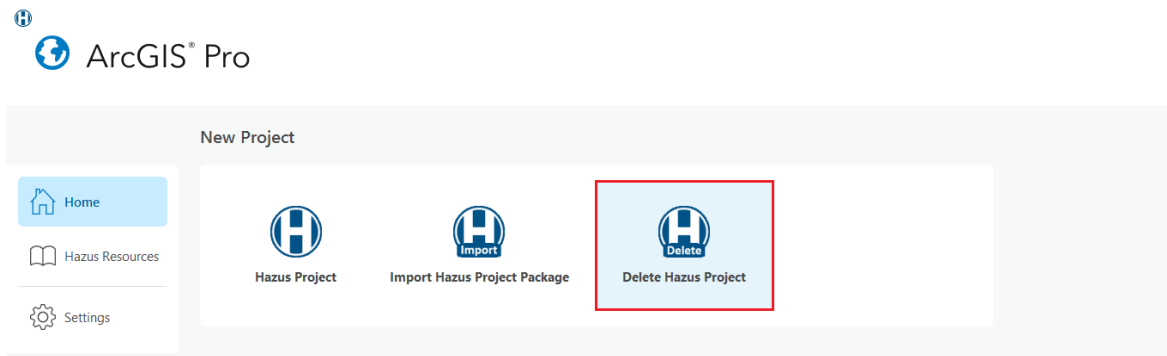 ArcGIS® Pro
New Project
Home
Hazus Resources
Settings
H
Hazus Project
H
Import
Import Hazus Project Package
H
Delete
Delete Hazus Project